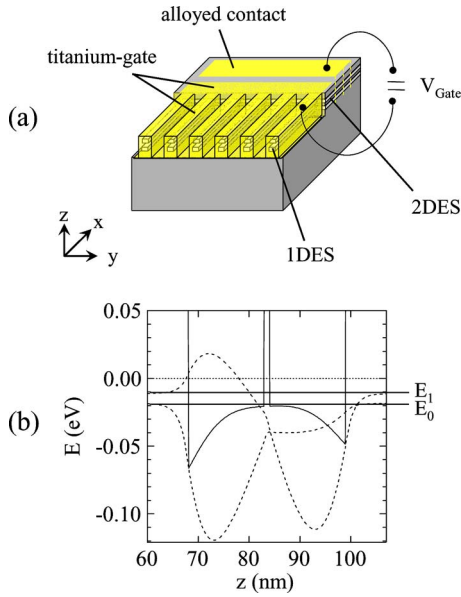 alloyed contact
titanium-gate
V_Gate
(a)
2DES
1DES
z
x
y
0.05
0.00
E_1
E_0
(b)
E (eV)
-0.05
-0.10
60 70 80 90 100
z (nm)